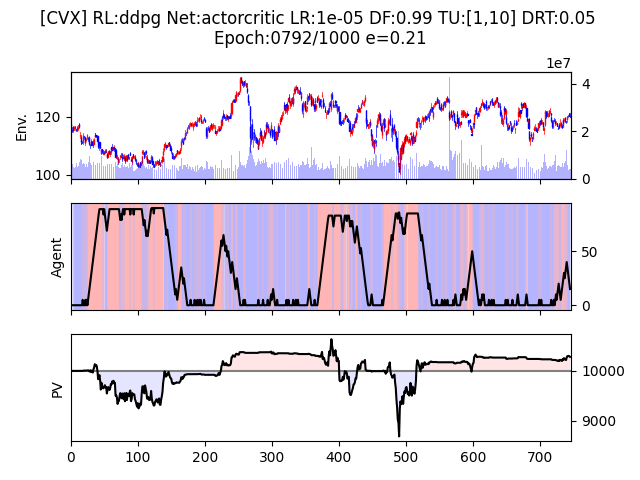 [CVX] RL:ddpg Net:actorcritic LR:1e-05 DF:0.99 TU:[1,10] DRT:0.05
Epoch:0792/1000 e=0.21
1e7
Env.
120
100
4
2
0
Agent
50
0
PV
10000
9000
0 100 200 300 400 500 600 700